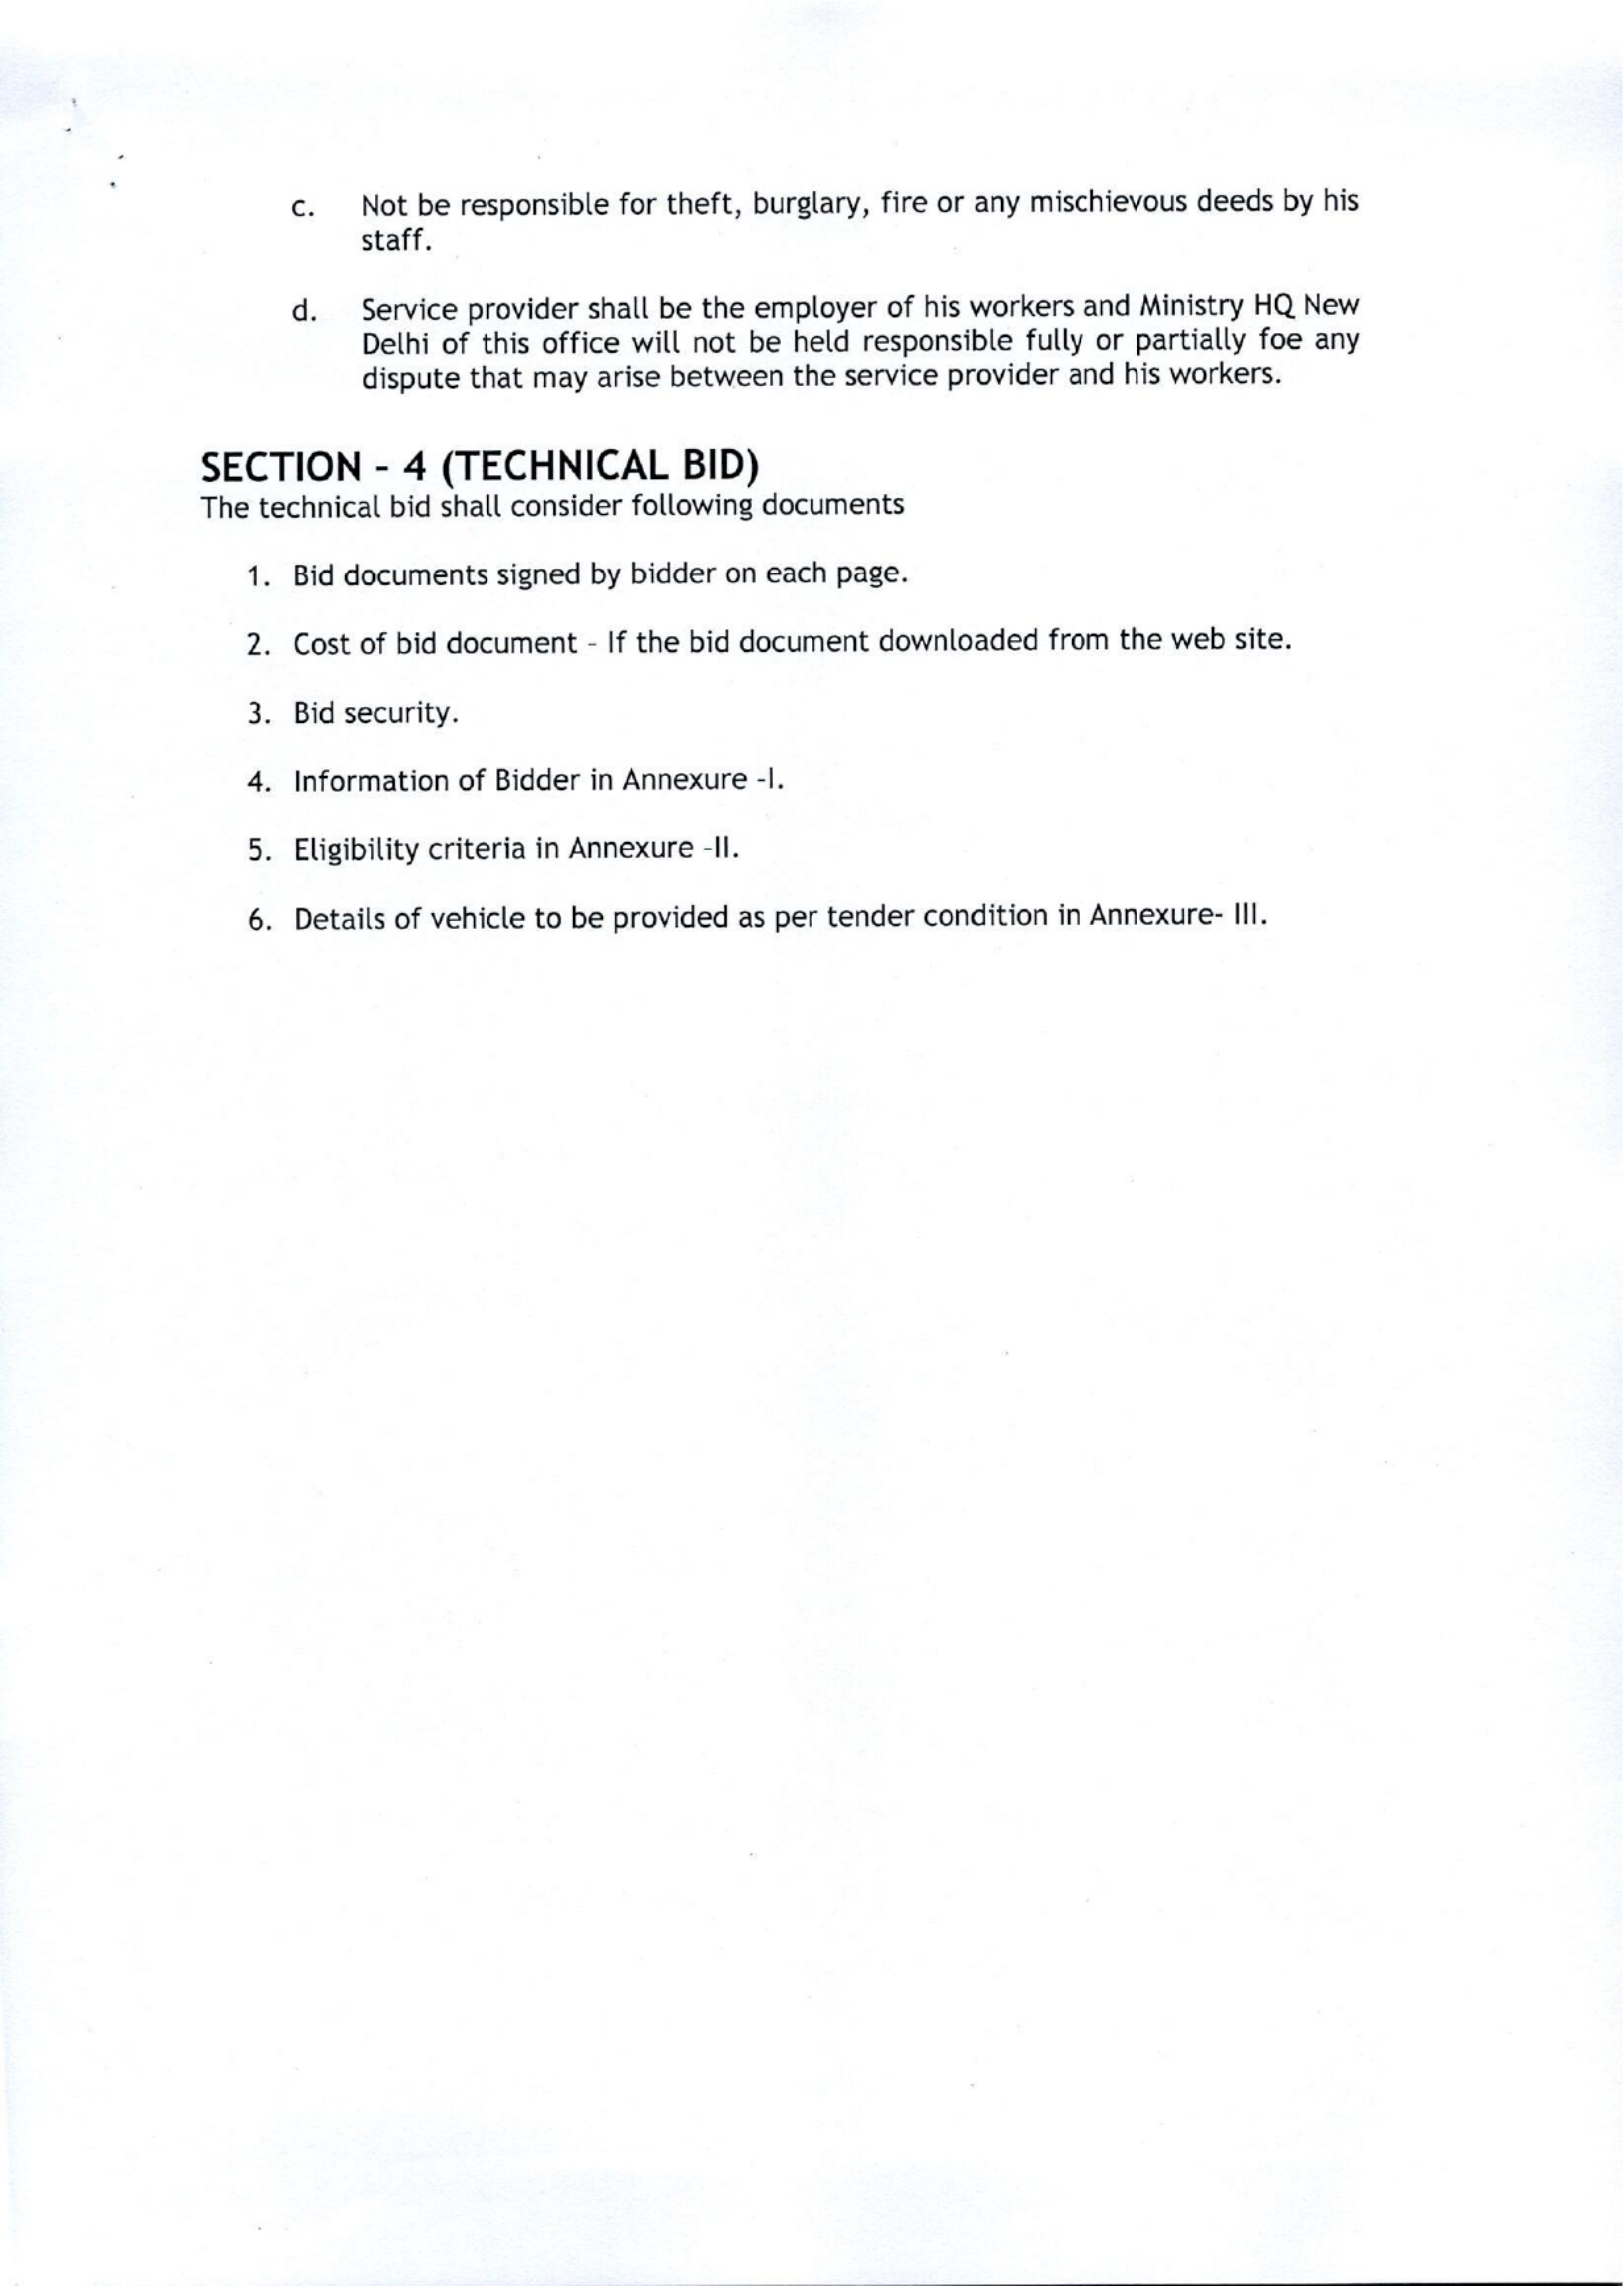 c. Not be responsible for theft, burglary, fire or any mischievous deeds by his
staff.
d. Service provider shall be the employer of his workers and Ministry HQ New
Delhi of this office will not be held responsible fully or partially foe any
dispute that may arise between the service provider and his workers.
SECTION - 4 (TECHNICAL BID)
The technical bid shall consider following documents
1. Bid documents signed by bidder on each page.
2. Cost of bid document - If the bid document downloaded from the web site.
3. Bid security.
4. Information of Bidder in Annexure -I.
5. Eligibility criteria in Annexure -II.
6. Details of vehicle to be provided as per tender condition in Annexure- III.